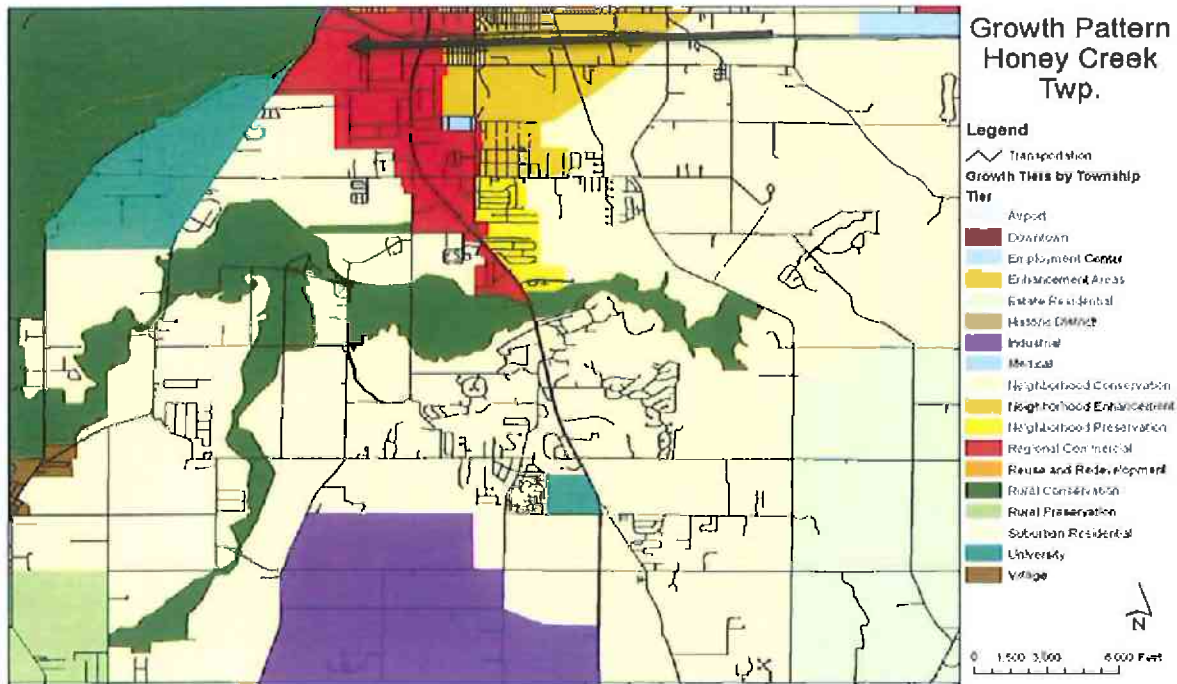 Growth Pattern
Honey Creek
Twp.
Legend
Transportation
Growth Tiers by Township
Tier
Airport
Downtown
Employment Center
Enhancement Areas
Estate Residential
Historic District
Industrial
Medical
Neighborhood Conservation
Neighborhood Enhancement
Neighborhood Preservation
Regional Commercial
Reuse and Redevelopment
Rural Conservation
Rural Preservation
Suburban Residential
University
Village
N
0 1,500 3,000 6,000 Feet